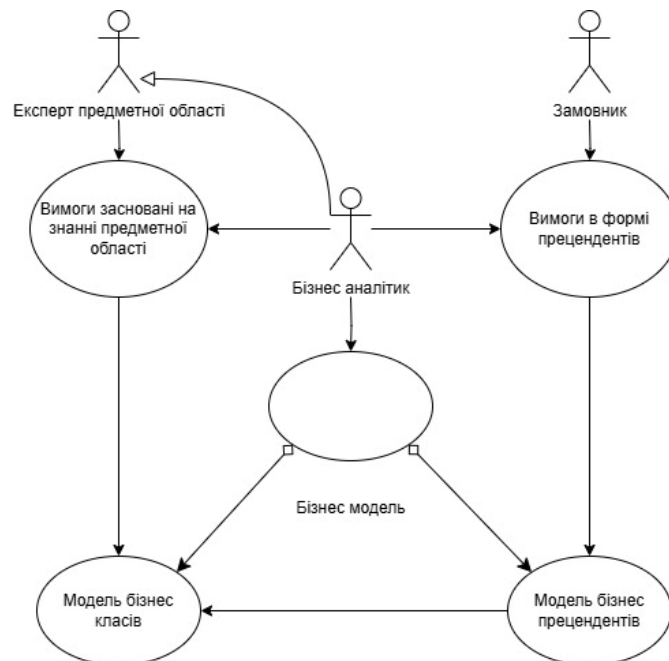 Експерт предметної області
Замовник
Вимоги засновані на
знанні предметної
області
Вимоги в формі
прецендентів
Бізнес аналітик
Бізнес модель
Модель бізнес
класів
Модель бізнес
прецендентів